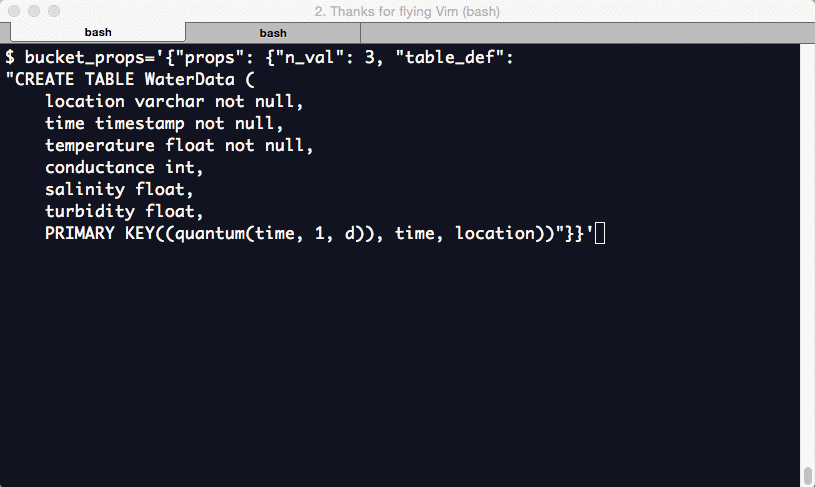 2. Thanks for flying Vim (bash)
bash bash
$ bucket_props='{"props": {"n_val": 3, "table_def":
"CREATE TABLE WaterData (
    location varchar not null,
    time timestamp not null,
    temperature float not null,
    conductance int,
    salinity float,
    turbidity float,
    PRIMARY KEY((quantum(time, 1, d)), time, location))"}}'